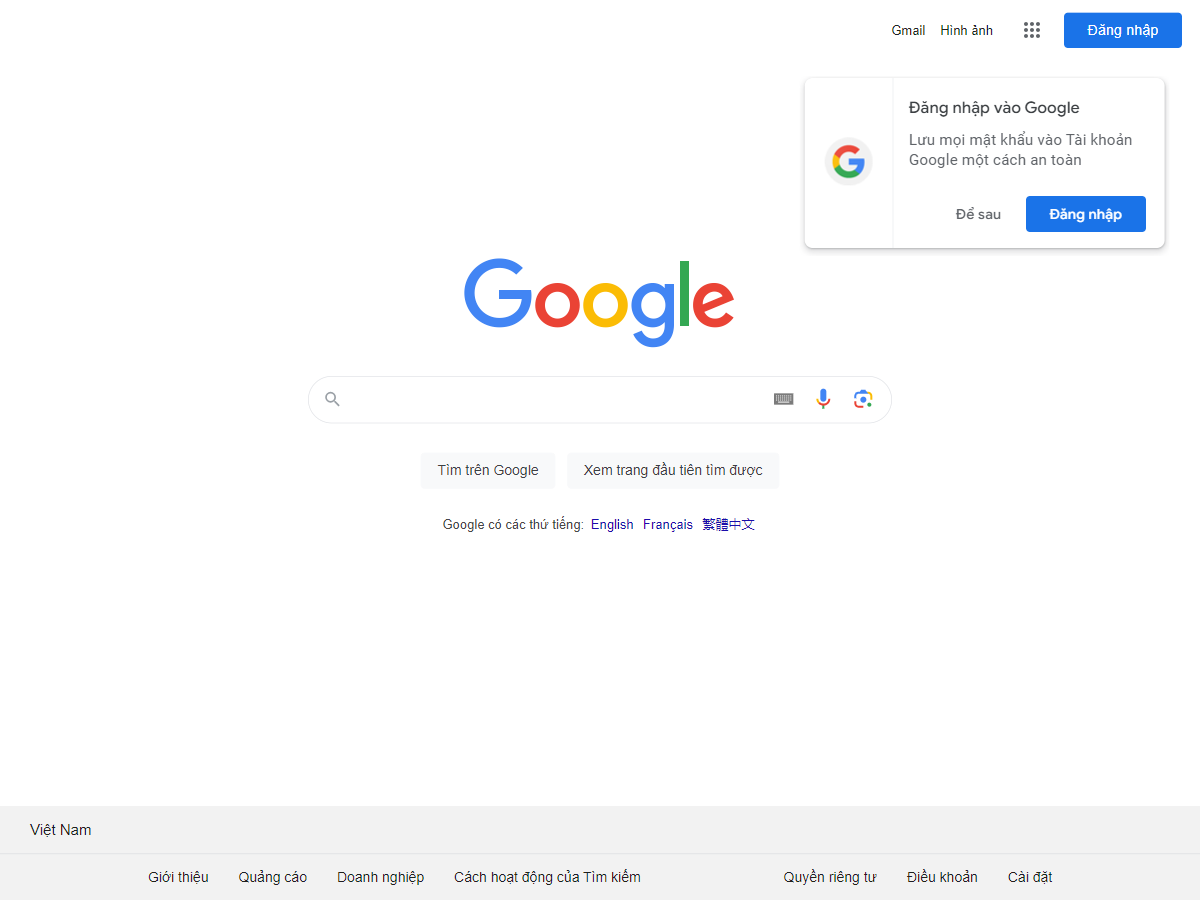 Gmail Hình ảnh Đăng nhập
Đăng nhập vào Google
Lưu mọi mật khẩu vào Tài khoản
Google một cách an toàn
Để sau Đăng nhập
Google
Tìm trên Google Xem trang đầu tiên tìm được
Google có các thứ tiếng: English Français 繁體中文
Việt Nam
Giới thiệu Quảng cáo Doanh nghiệp Cách hoạt động của Tìm kiếm Quyền riêng tư Điều khoản Cài đặt